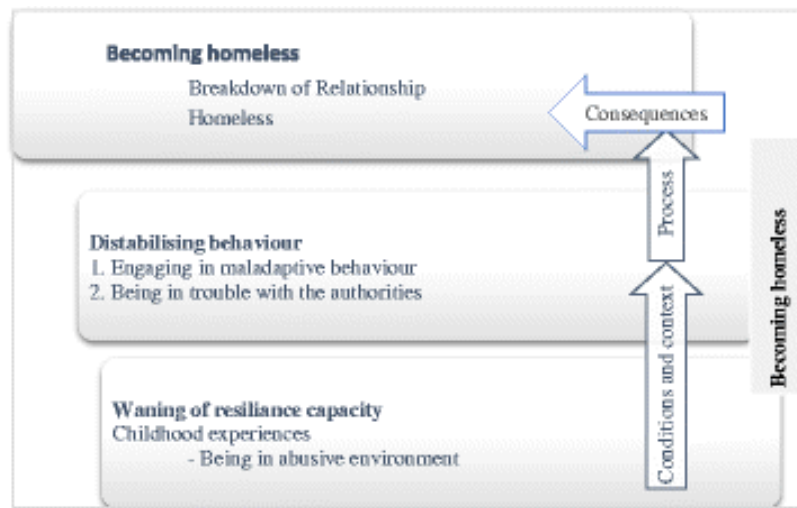 Becoming homeless
Breakdown of Relationship
Homeless
Consequences
Process
Distabilising behaviour
1. Engaging in maladaptive behaviour
2. Being in trouble with the authorities
Becoming homeless
Conditions and context
Waning of resiliance capacity
Childhood experiences
- Being in abusive environment